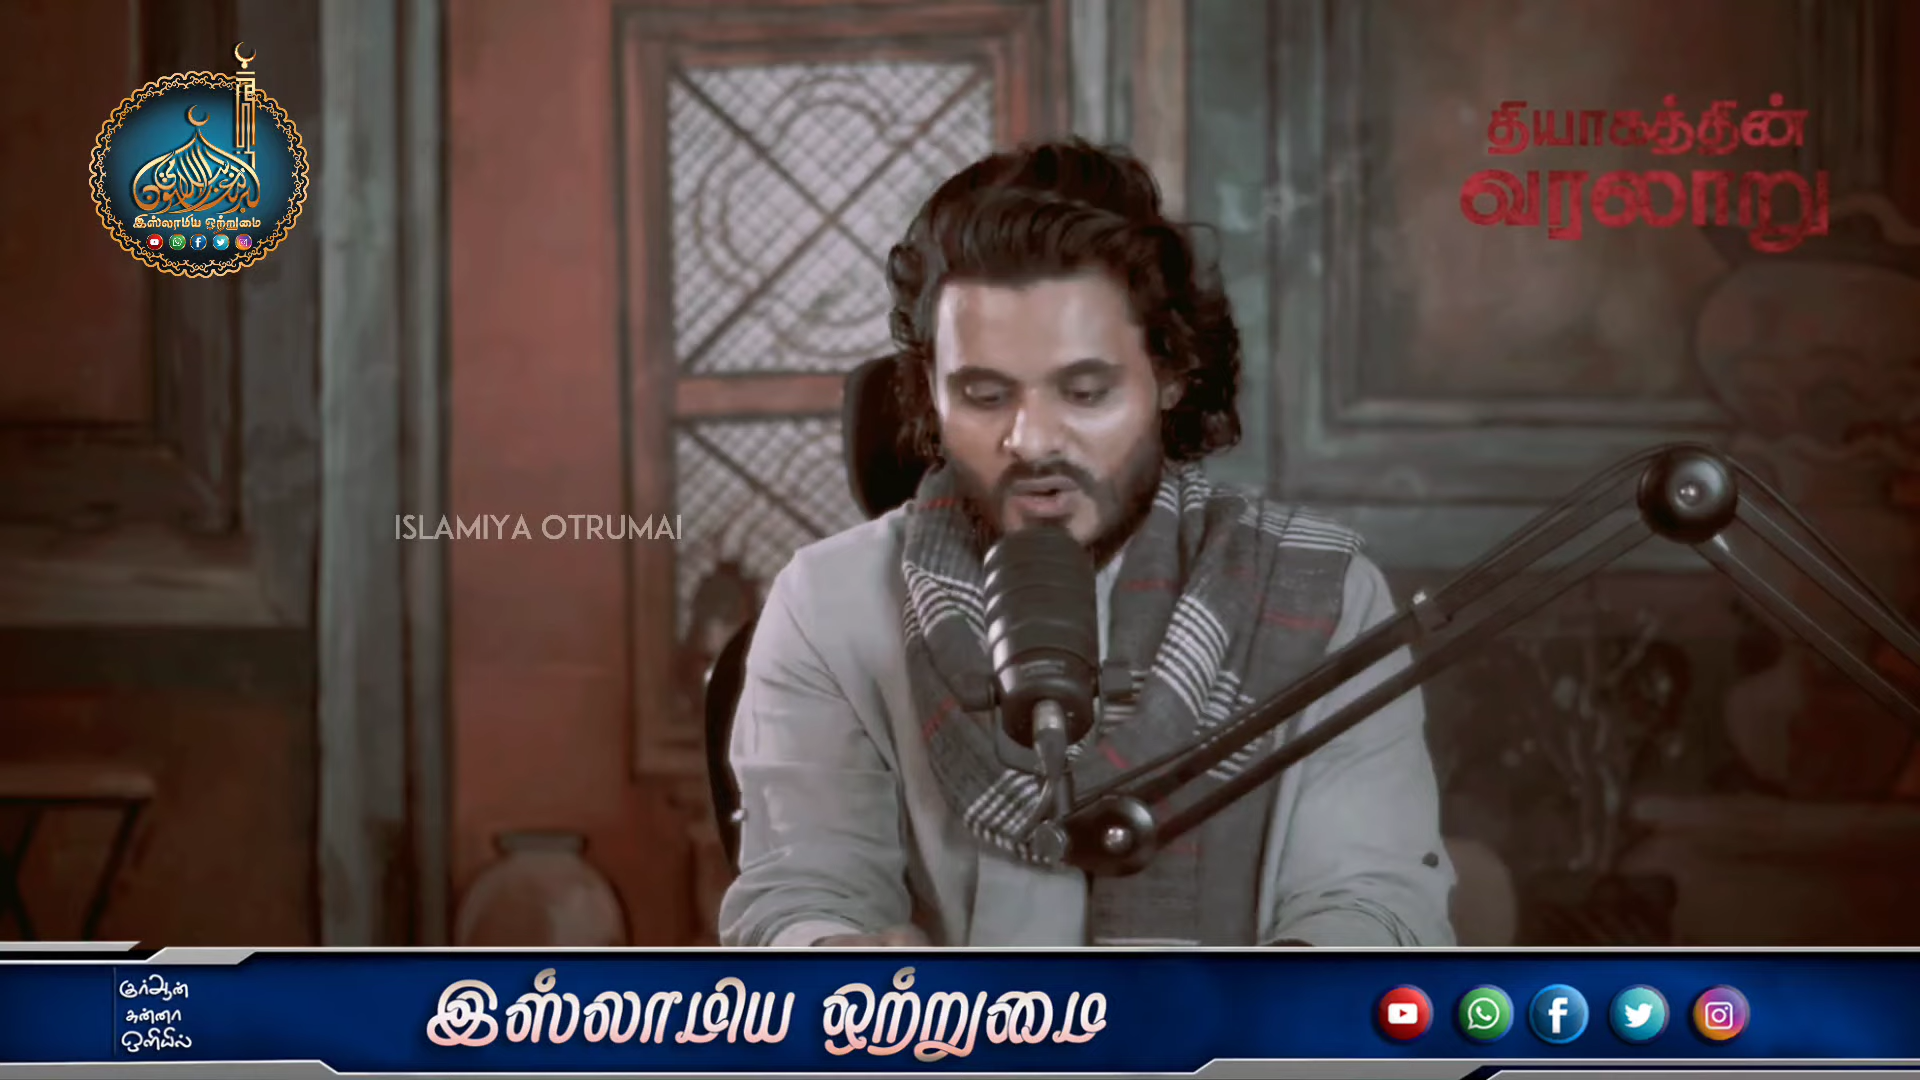 இஸ்லாமிய ஒற்றுமை
தியாகத்தின்
வரலாறு
ISLAMIYA OTRUMAI
குர்ஆன்
சுன்னா
ஒளியில்
இஸ்லாமிய ஒற்றுமை